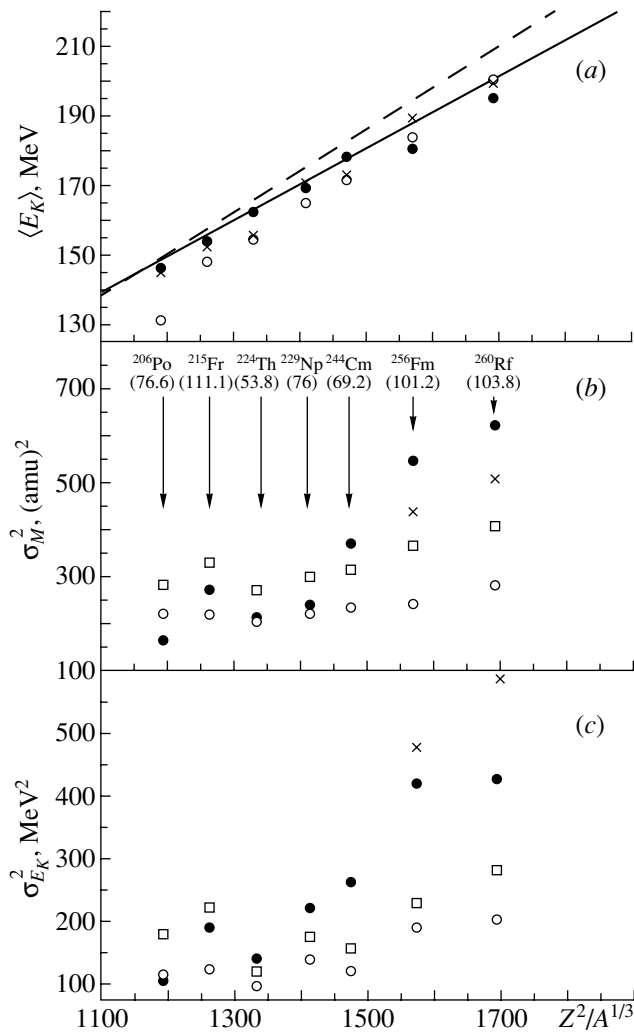 210
190
170
150
130
⟨E_K⟩, MeV
(a)
²⁰⁶Po ²¹⁵Fr ²²⁴Th ²²⁹Np ²⁴⁴Cm ²⁵⁶Fm ²⁶⁰Rf
(76.6) (111.1) (53.8) (76) (69.2) (101.2) (103.8)
(b)
700
500
300
100
σ²_M, (amu)²
(c)
500
400
300
200
100
σ²_{E_K}, MeV²
1100 1300 1500 1700 Z²/A^{1/3}